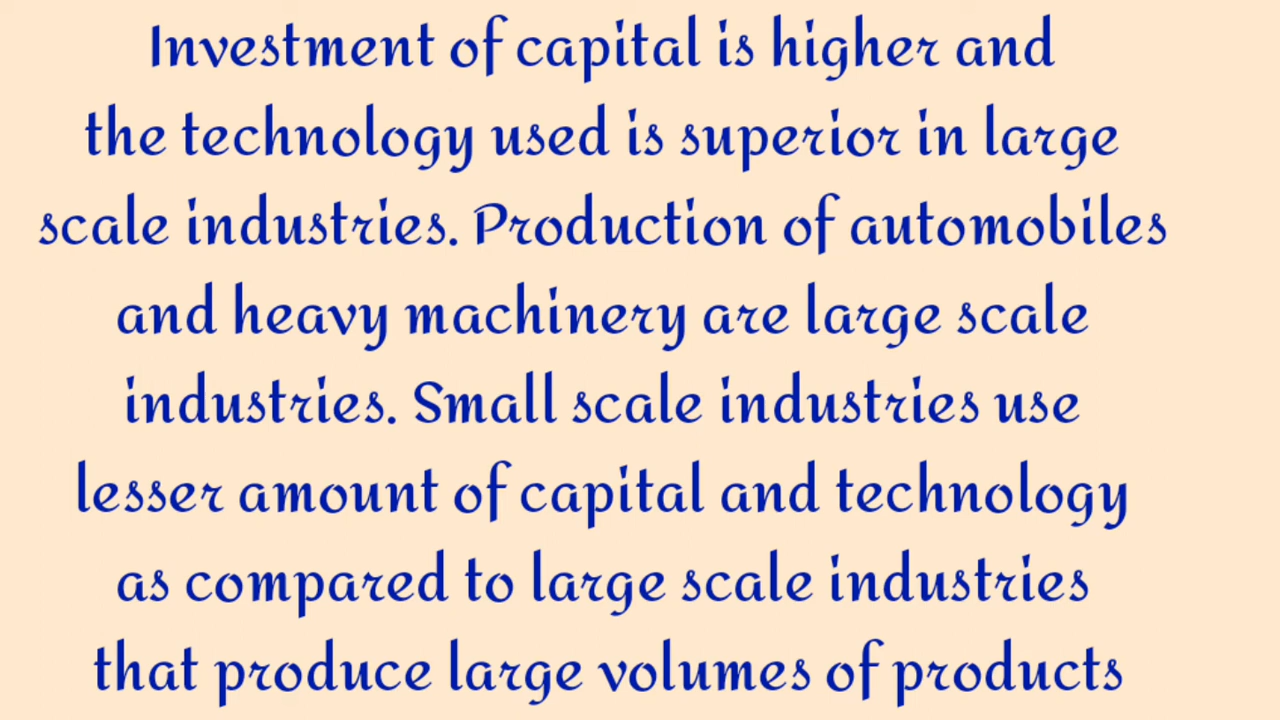 Investment of capital is higher and
the technology used is superior in large
scale industries. Production of automobiles
and heavy machinery are large scale
industries. Small scale industries use
lesser amount of capital and technology
as compared to large scale industries
that produce large volumes of products